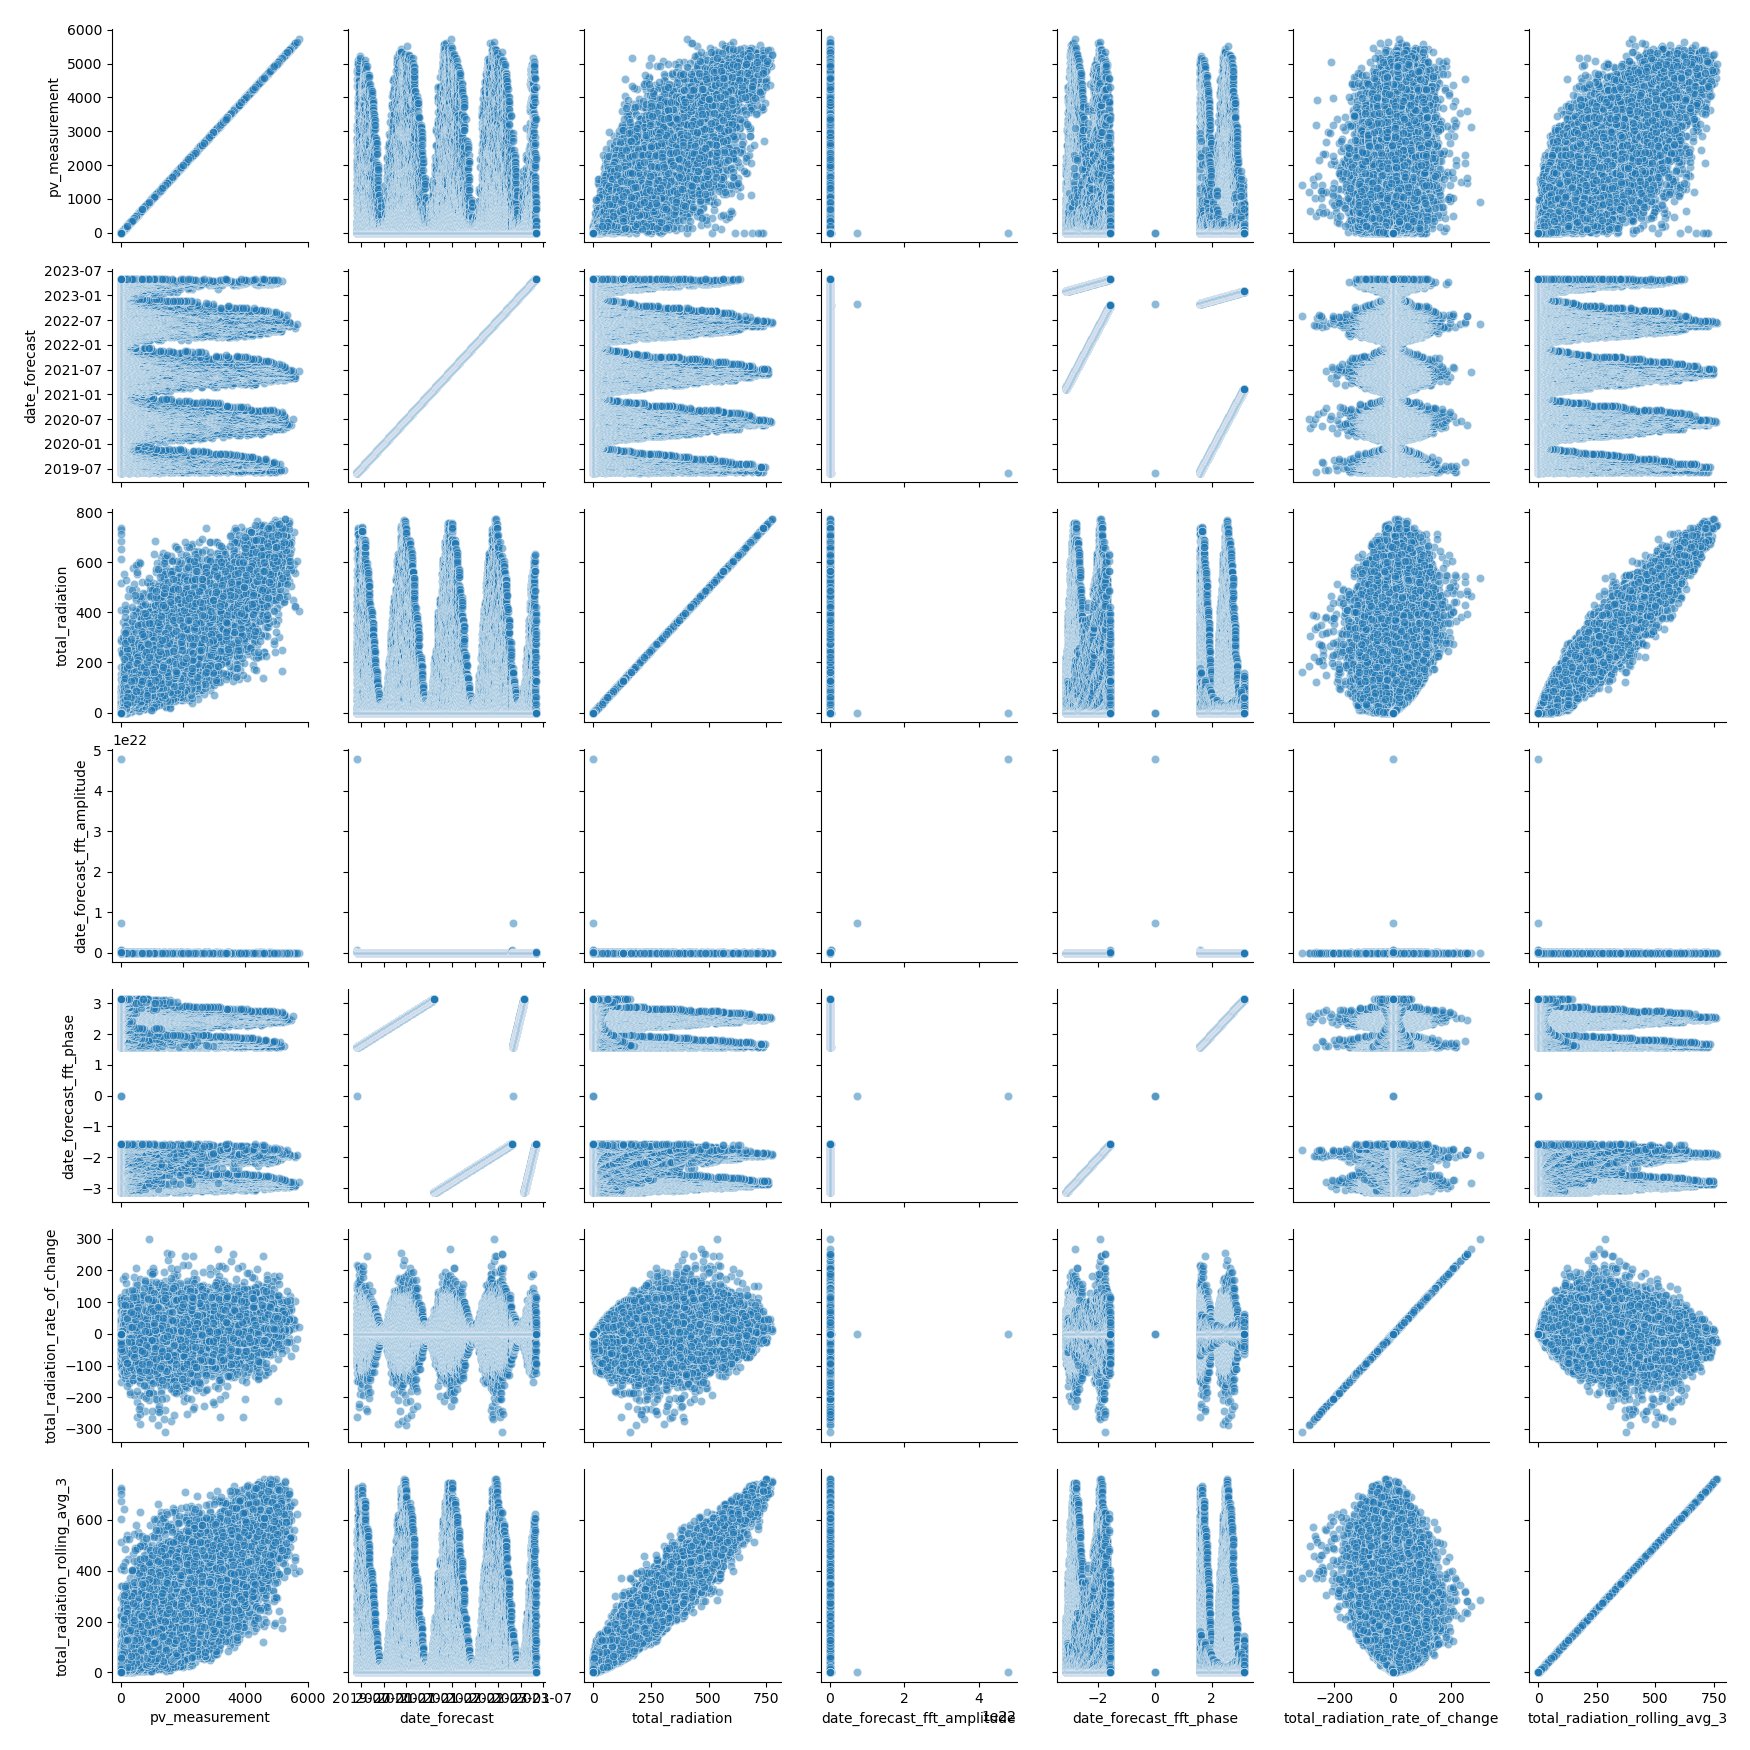 6000
5000
4000
3000
2000
1000
0
pv_measurement
2023-07
2023-01
2022-07
2022-01
2021-07
2021-01
2020-07
2020-01
2019-07
date_forecast
800
600
400
200
0
total_radiation
1e22
5
4
3
2
1
0
date_forecast_fft_amplitude
3
2
1
0
−1
−2
−3
date_forecast_fft_phase
300
200
100
0
−100
−200
−300
total_radiation_rate_of_change
600
400
200
0
total_radiation_rolling_avg_3
0 2000 4000 6000
pv_measurement
date_forecast
0 250 500 750
total_radiation
0 2 4
1e22
date_forecast_fft_amplitude
−2 0 2
date_forecast_fft_phase
−200 0 200
total_radiation_rate_of_change
0 250 500 750
total_radiation_rolling_avg_3